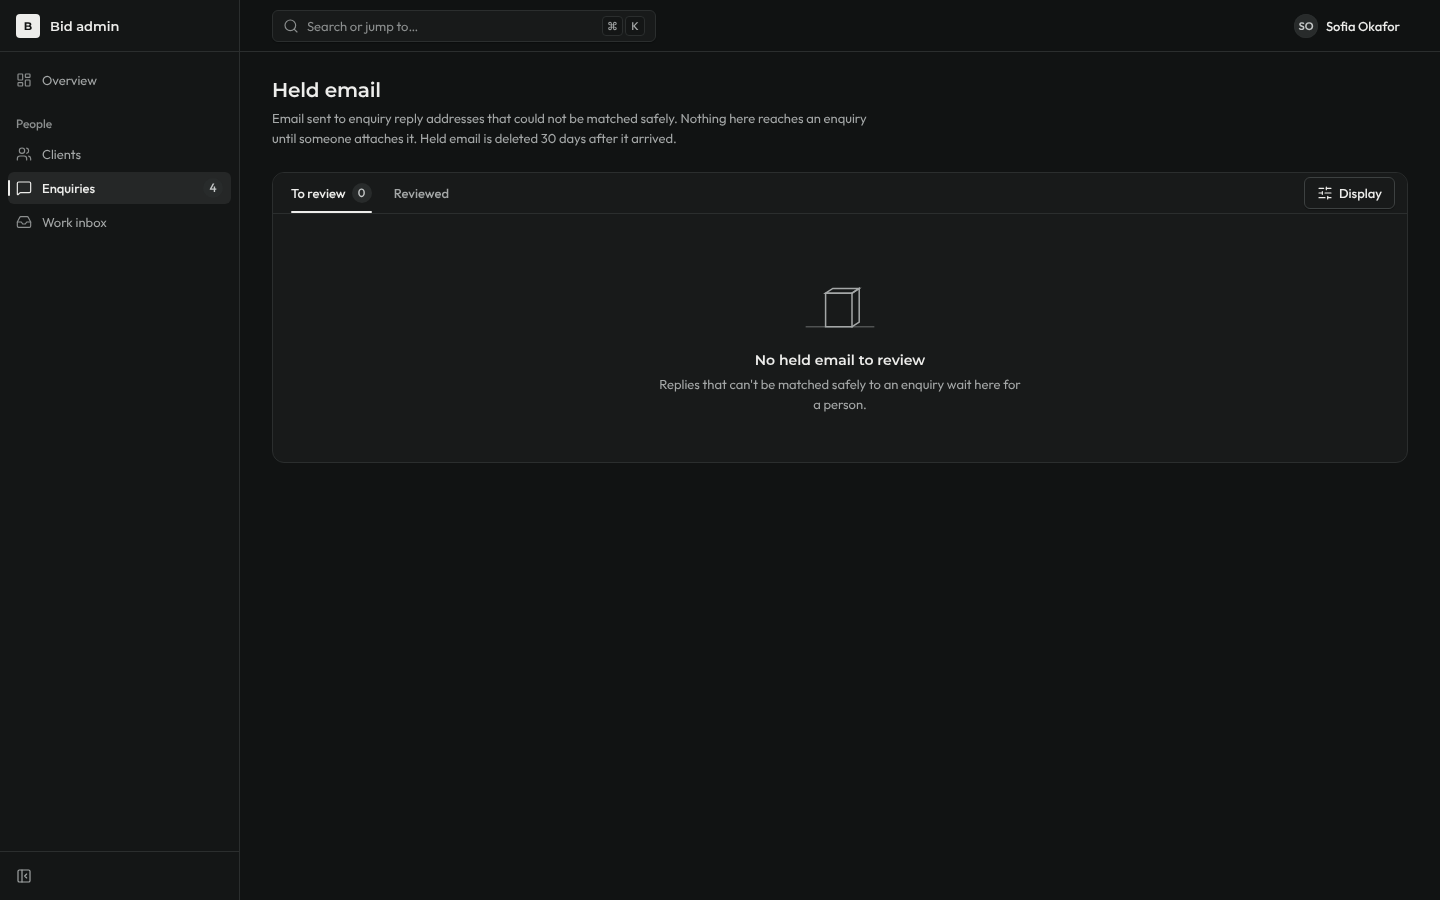 B Bid admin
Search or jump to...
⌘ K
SO Sofia Okafor
Overview
People
Clients
Enquiries 4
Work inbox
Held email
Email sent to enquiry reply addresses that could not be matched safely. Nothing here reaches an enquiry
until someone attaches it. Held email is deleted 30 days after it arrived.
To review 0 Reviewed
Display
No held email to review
Replies that can't be matched safely to an enquiry wait here for
a person.